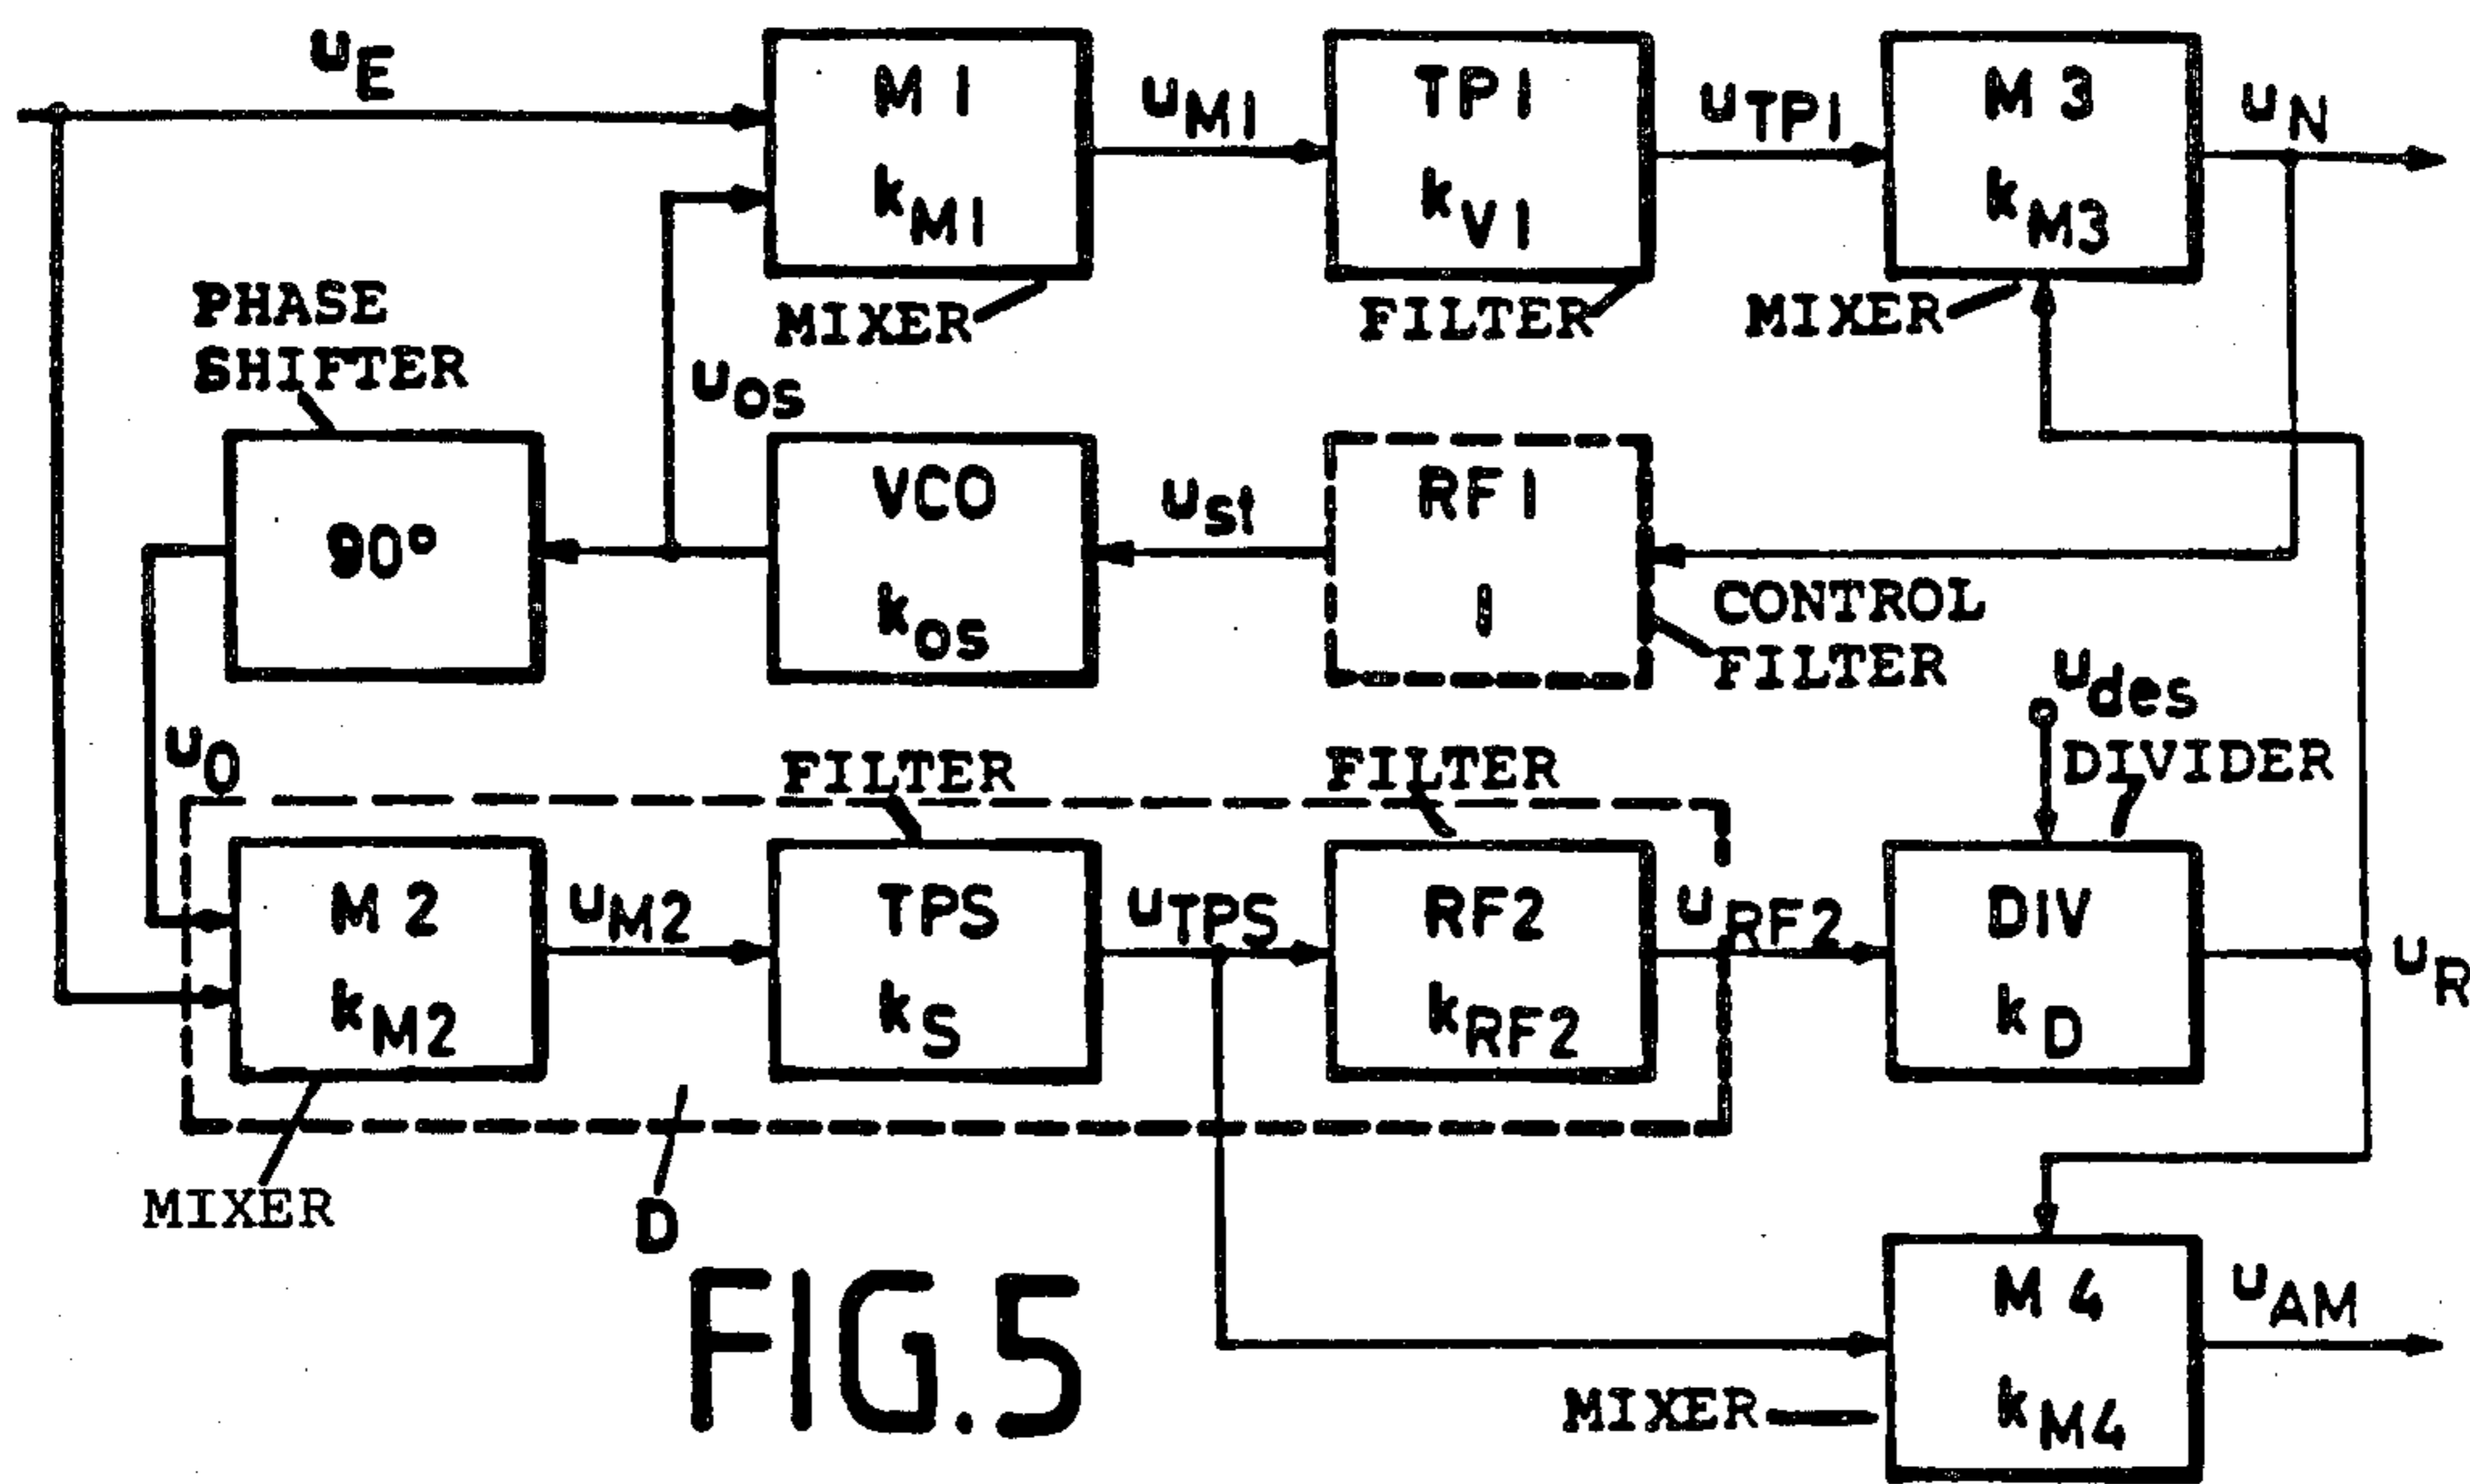 uE
M1
kM1
MIXER
uM1
TP1
kV1
FILTER
uTP1
M3
kM3
MIXER
uN
PHASE
SHIFTER
90°
uos
VCO
kos
ust
RF1
1
CONTROL
FILTER
udes
DIVIDER
uO
FILTER
FILTER
M2
kM2
MIXER
uM2
TPS
kS
uTPS
RF2
kRF2
uRF2
DIV
kD
uR
D
M4
kM4
MIXER
uAM
FIG.5